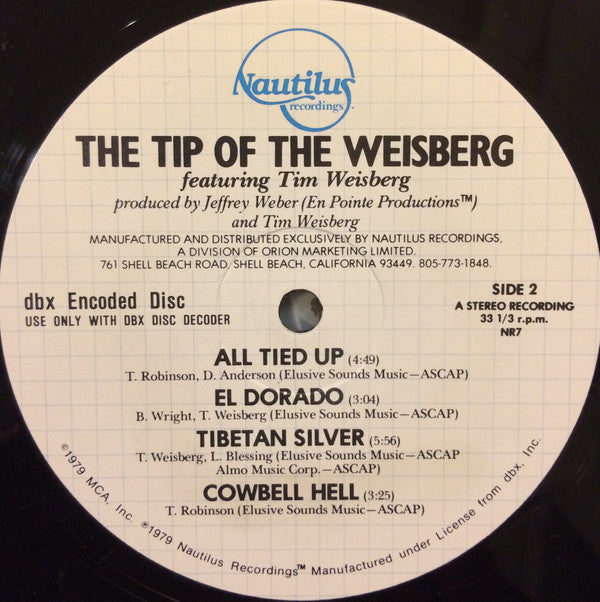 Nautilus
recordings™
THE TIP OF THE WEISBERG
featuring Tim Weisberg
produced by Jeffrey Weber (En Pointe Productions™)
and Tim Weisberg
MANUFACTURED AND DISTRIBUTED EXCLUSIVELY BY NAUTILUS RECORDINGS,
A DIVISION OF ORION MARKETING LIMITED.
761 SHELL BEACH ROAD, SHELL BEACH, CALIFORNIA 93449. 805-773-1848.
dbx Encoded Disc
USE ONLY WITH DBX DISC DECODER
SIDE 2
A STEREO RECORDING
33 1/3 r.p.m.
NR7
ALL TIED UP (4:49)
T. Robinson, D. Anderson (Elusive Sounds Music—ASCAP)
EL DORADO (3:04)
B. Wright, T. Weisberg (Elusive Sounds Music—ASCAP)
TIBETAN SILVER (5:56)
T. Weisberg, L. Blessing (Elusive Sounds Music—ASCAP
Almo Music Corp.—ASCAP)
COWBELL HELL (3:25)
T. Robinson (Elusive Sounds Music—ASCAP)
©1979 MCA, Inc. ℗1979 Nautilus Recordings™ Manufactured under License from dbx, Inc.